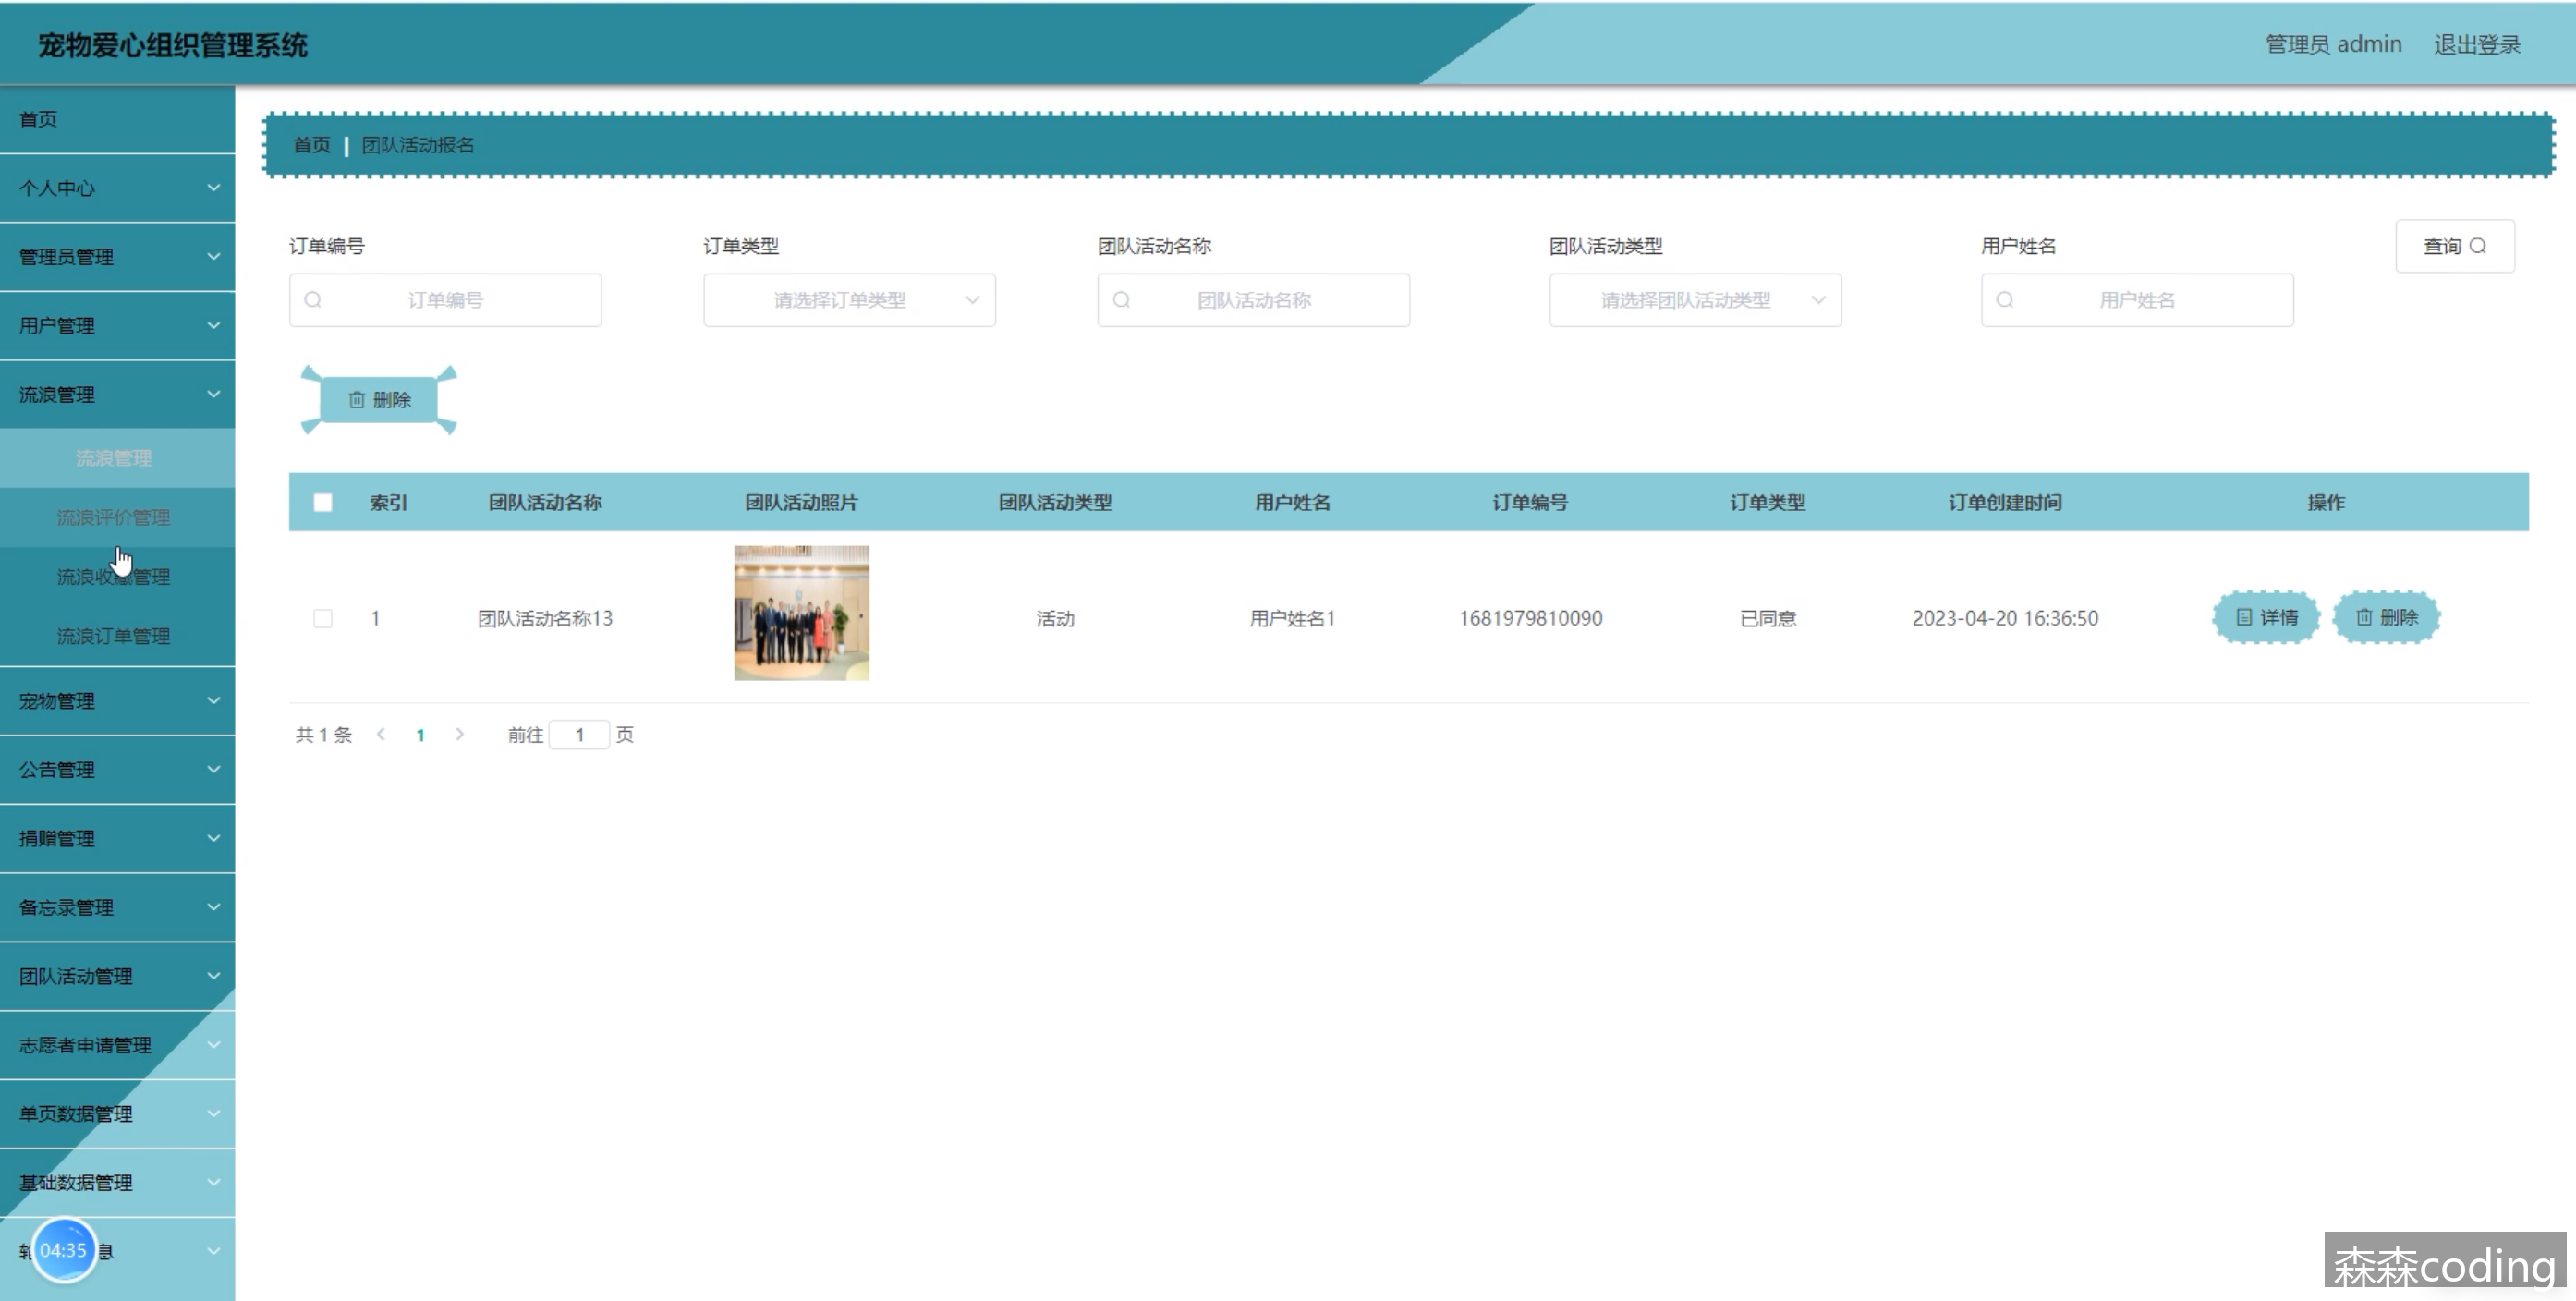 宠物爱心组织管理系统
管理员 admin 退出登录
首页
个人中心
管理员管理
用户管理
流浪管理
流浪管理
流浪评价管理
流浪收藏管理
流浪订单管理
宠物管理
公告管理
捐赠管理
备忘录管理
团队活动管理
志愿者申请管理
单页数据管理
基础数据管理
04:35
息
首页 | 团队活动报名
订单编号 订单类型 团队活动名称 团队活动类型 用户姓名 查询
订单编号 请选择订单类型 团队活动名称 请选择团队活动类型 用户姓名
删除
索引 团队活动名称 团队活动照片 团队活动类型 用户姓名 订单编号 订单类型 订单创建时间 操作
1 团队活动名称13 活动 用户姓名1 1681979810090 已同意 2023-04-20 16:36:50 详情 删除
共 1 条 1 前往 1 页
森森coding